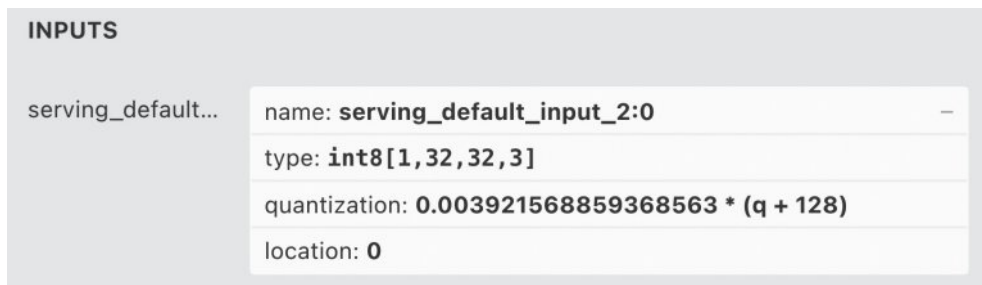 INPUTS
serving_default...
name: serving_default_input_2:0 –
type: int8[1,32,32,3]
quantization: 0.003921568859368563 * (q + 128)
location: 0